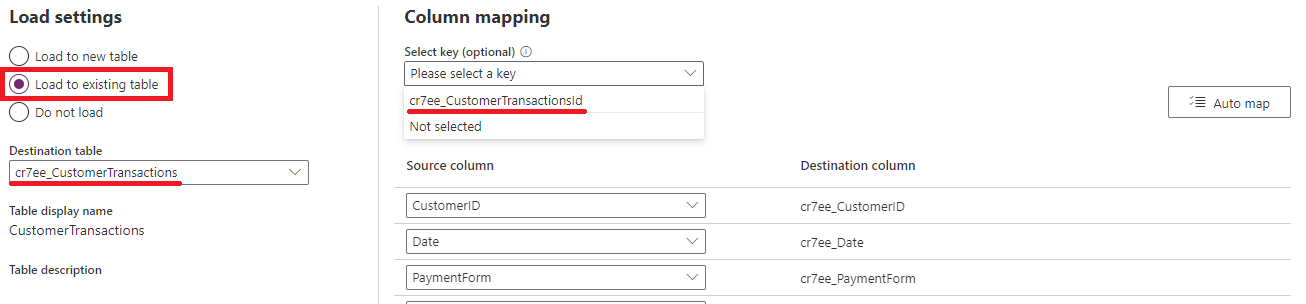 Load settings
Load to new table
Load to existing table
Do not load
Destination table
cr7ee_CustomerTransactions
Table display name
CustomerTransactions
Table description
Column mapping
Select key (optional)
Please select a key
cr7ee_CustomerTransactionsId
Not selected
Auto map
Source column Destination column
CustomerID cr7ee_CustomerID
Date cr7ee_Date
PaymentForm cr7ee_PaymentForm